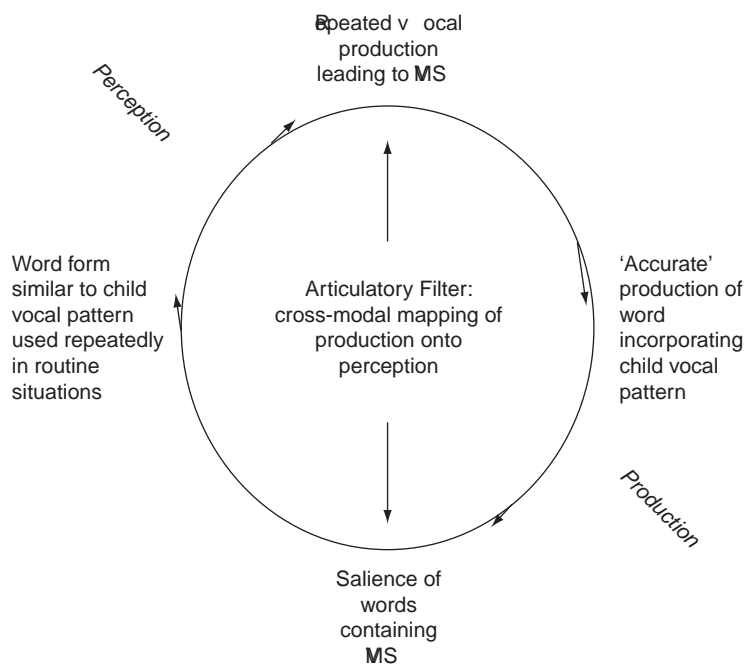 Repeated vocal
production
leading to VMS
Perception
Word form
similar to child
vocal pattern
used repeatedly
in routine
situations
Articulatory Filter:
cross-modal mapping of
production onto
perception
‘Accurate’
production of
word
incorporating
child vocal
pattern
Production
Salience of
words
containing
VMS